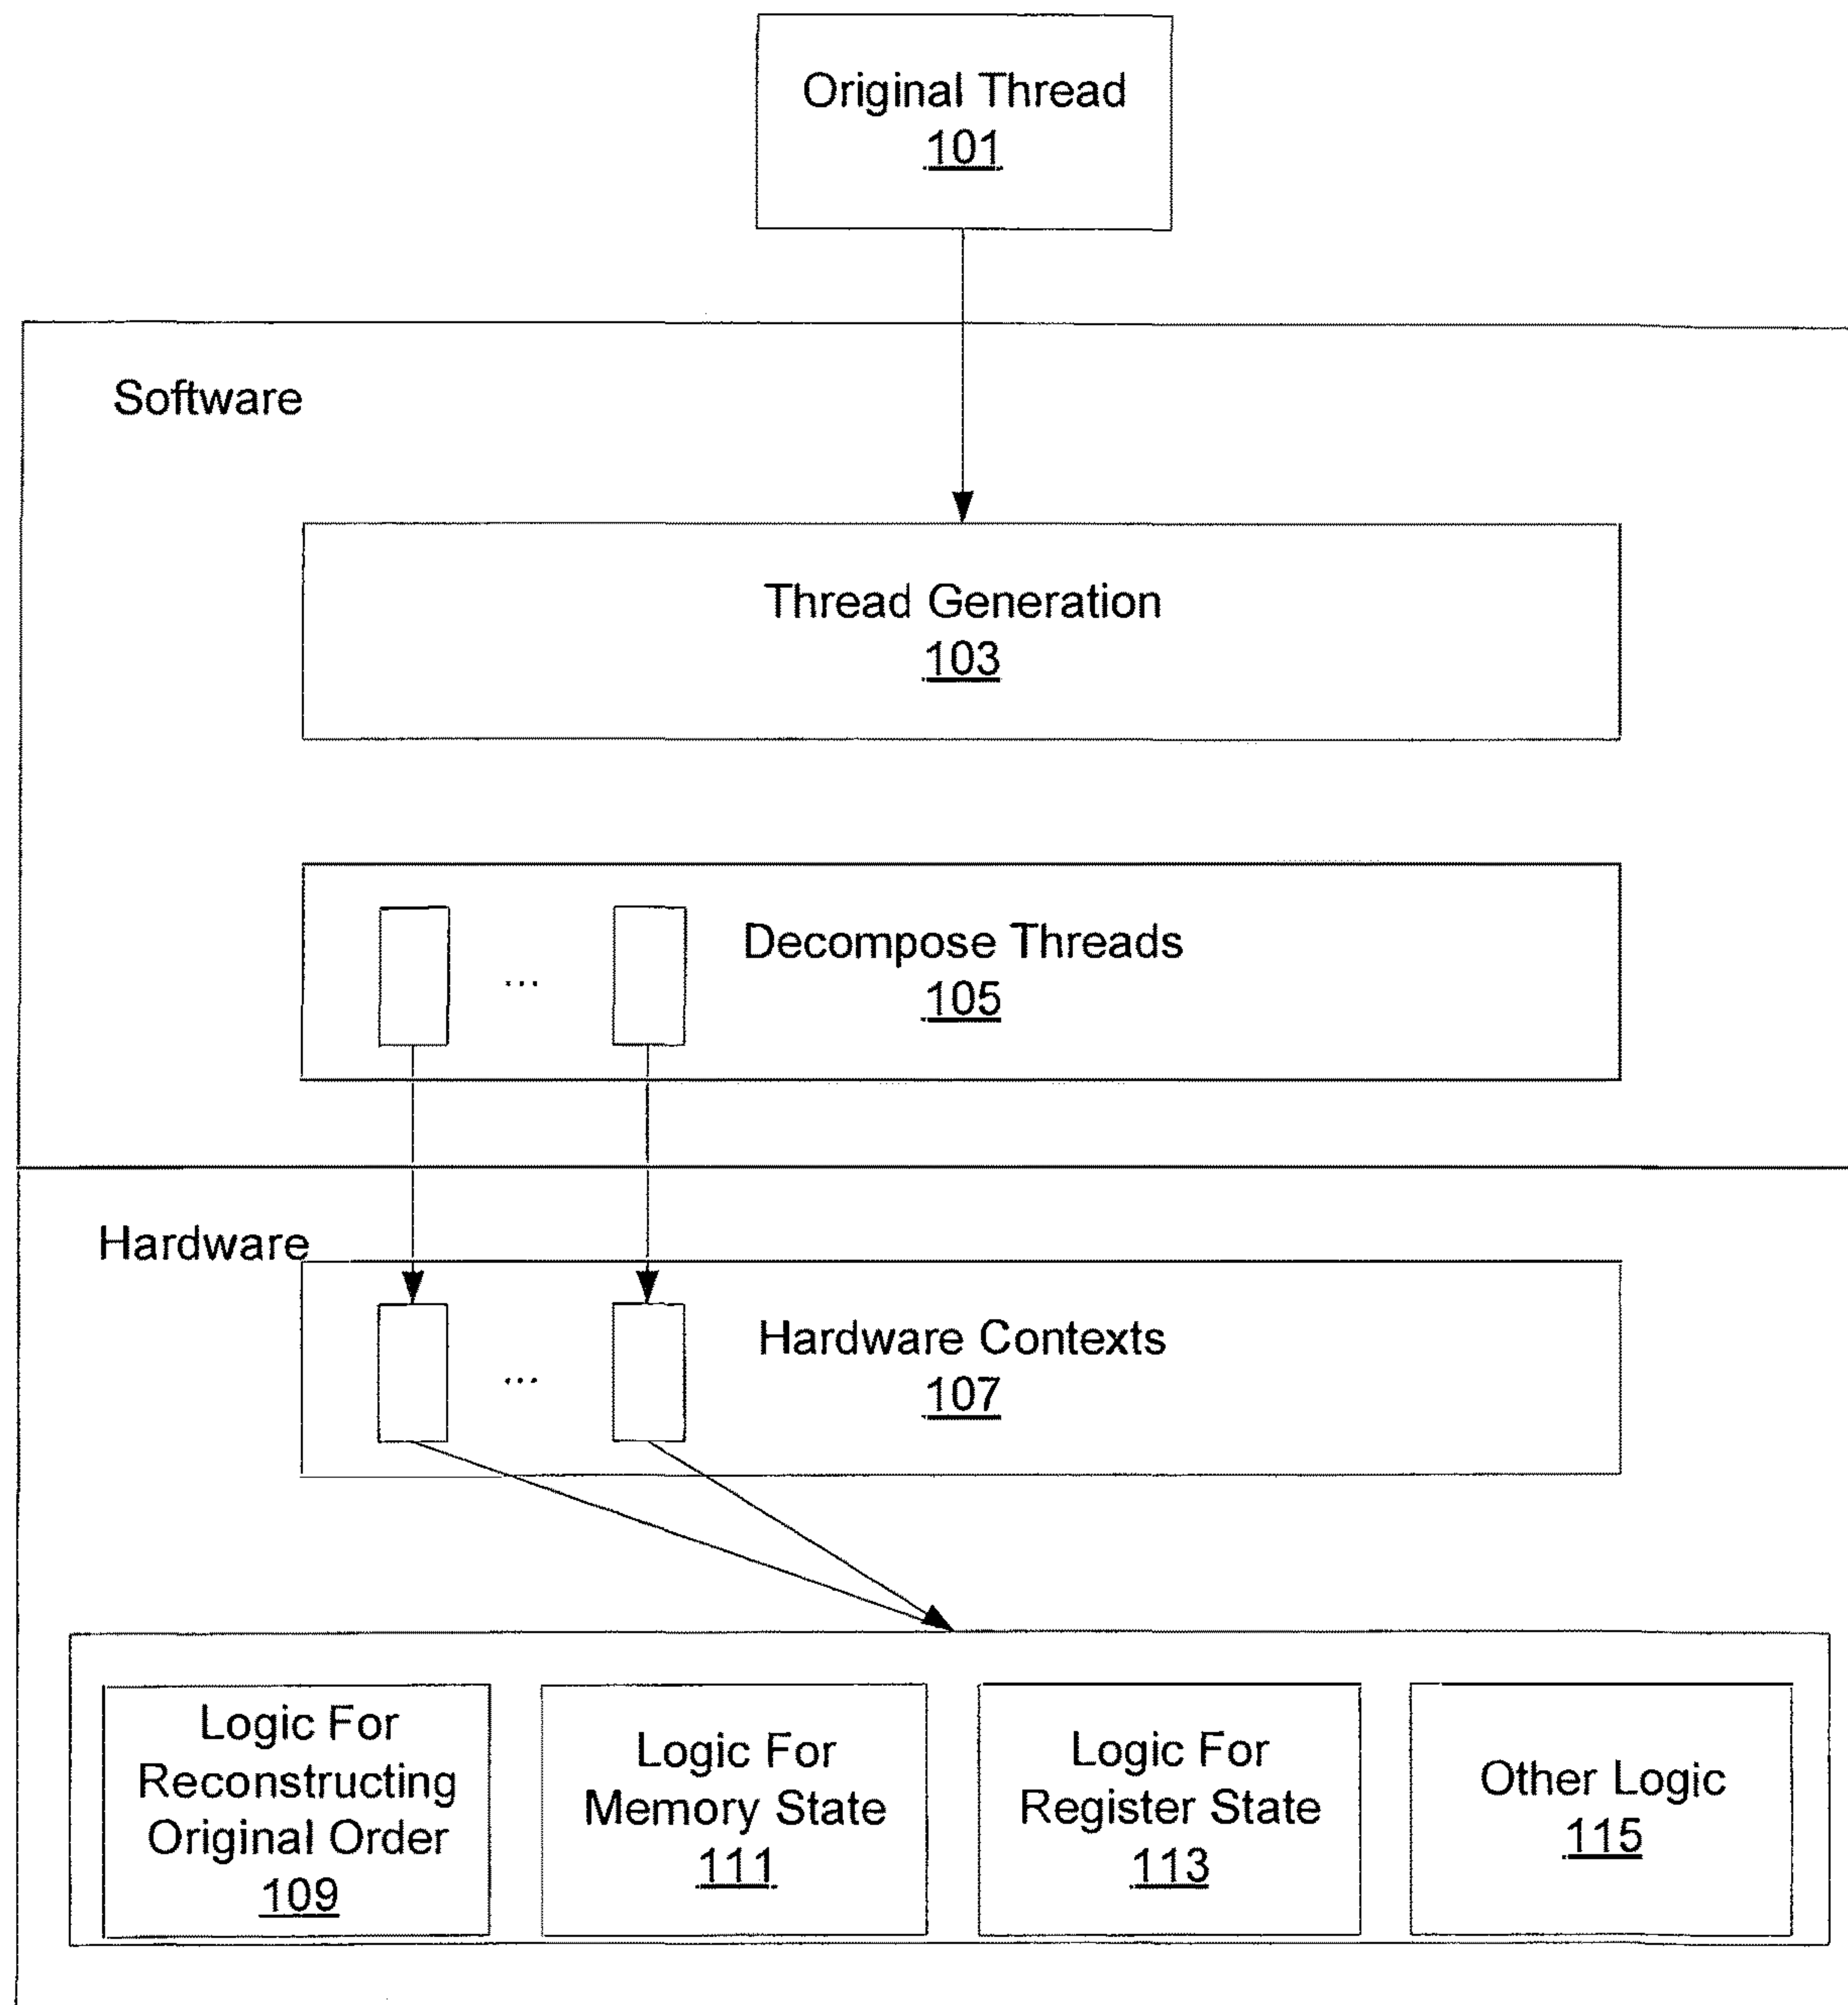 Original Thread
101
Software
Thread Generation
103
Decompose Threads
...
105
Hardware
Hardware Contexts
...
107
Logic For
Reconstructing
Original Order
109
Logic For
Memory State
111
Logic For
Register State
113
Other Logic
115